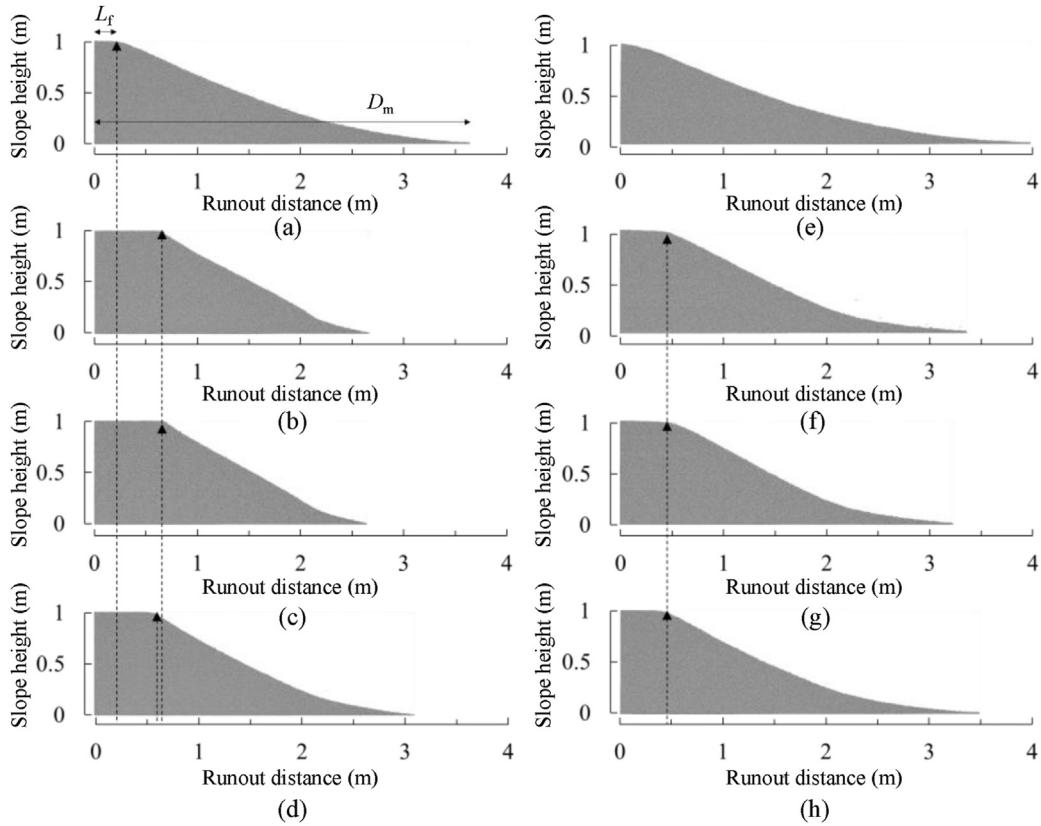 L_f
Slope height (m)
1
0.5
0
D_m
0 1 2 3 4
Runout distance (m)
(a)
Slope height (m)
1
0.5
0
0 1 2 3 4
Runout distance (m)
(e)
Slope height (m)
1
0.5
0
0 1 2 3 4
Runout distance (m)
(b)
Slope height (m)
1
0.5
0
0 1 2 3 4
Runout distance (m)
(f)
Slope height (m)
1
0.5
0
0 1 2 3 4
Runout distance (m)
(c)
Slope height (m)
1
0.5
0
0 1 2 3 4
Runout distance (m)
(g)
Slope height (m)
1
0.5
0
0 1 2 3 4
Runout distance (m)
(d)
Slope height (m)
1
0.5
0
0 1 2 3 4
Runout distance (m)
(h)